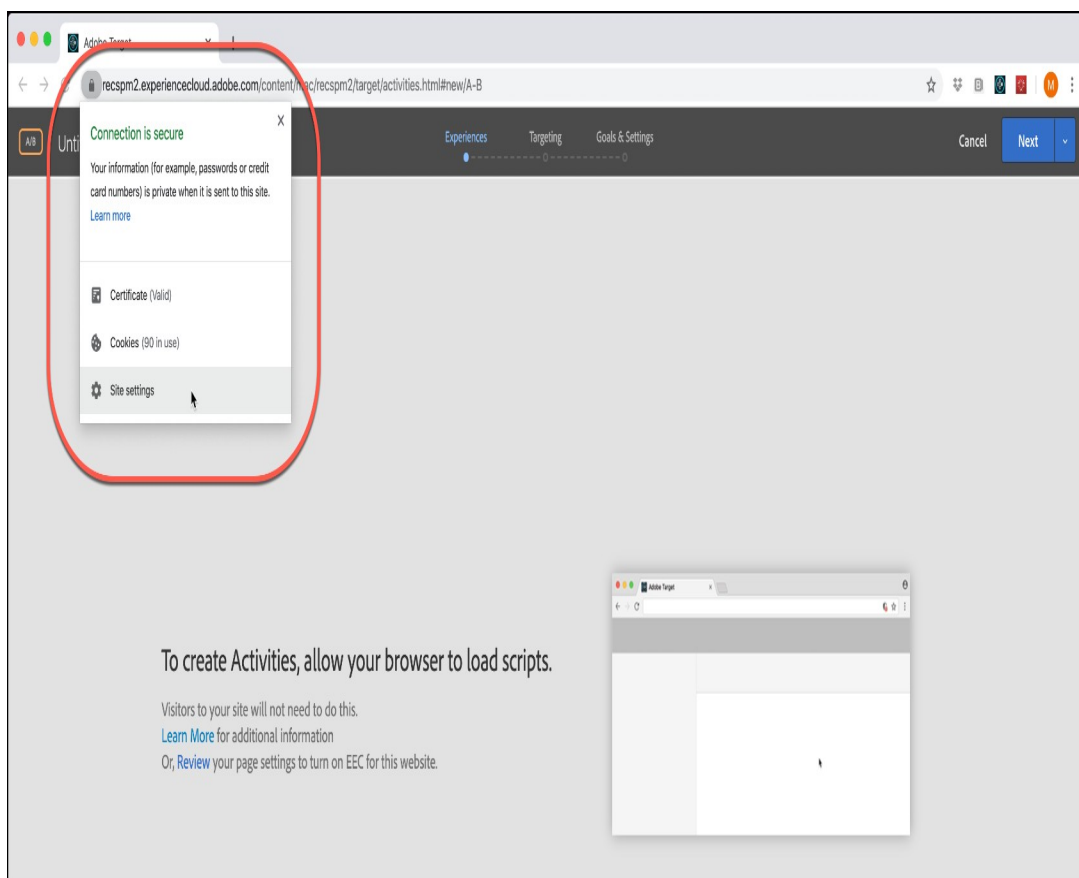 Adobe Target
recspm2.experiencecloud.adobe.com/content/mac/recspm2/target/activities.html#new/A-B
M
A/B
Unti
Experiences
Targeting
Goals & Settings
Cancel
Next
Connection is secure
Your information (for example, passwords or credit
card numbers) is private when it is sent to this site.
Learn more
Certificate (Valid)
Cookies (90 in use)
Site settings
To create Activities, allow your browser to load scripts.
Visitors to your site will not need to do this.
Learn More for additional information
Or, Review your page settings to turn on EEC for this website.
Adobe Target